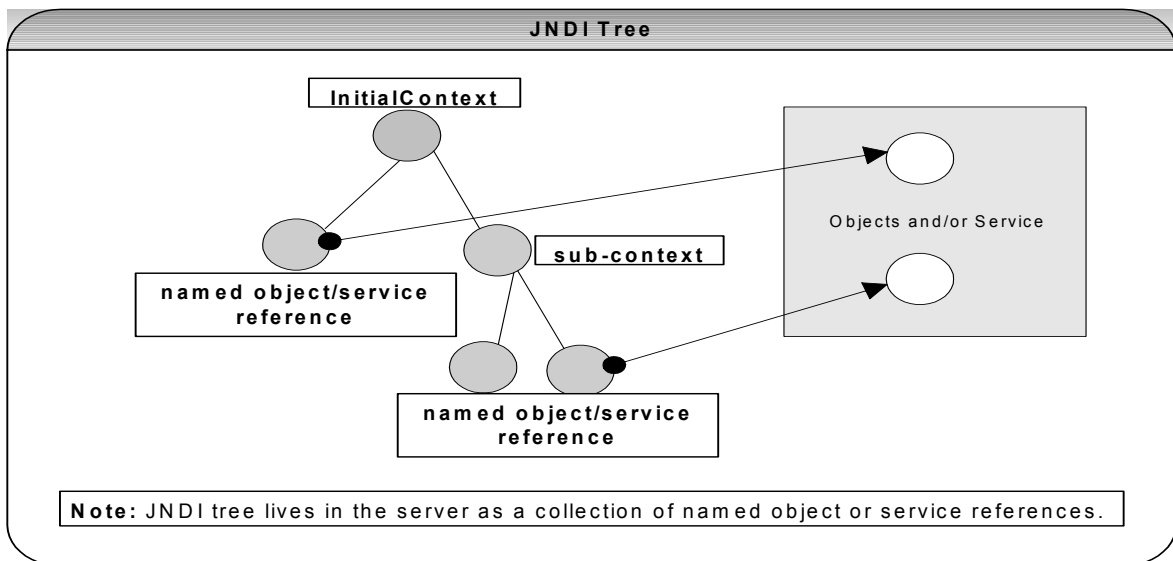 JNDI Tree
InitialContext
Objects and/or Service
sub-context
named object/service
reference
named object/service
reference
Note: JNDI tree lives in the server as a collection of named object or service references.